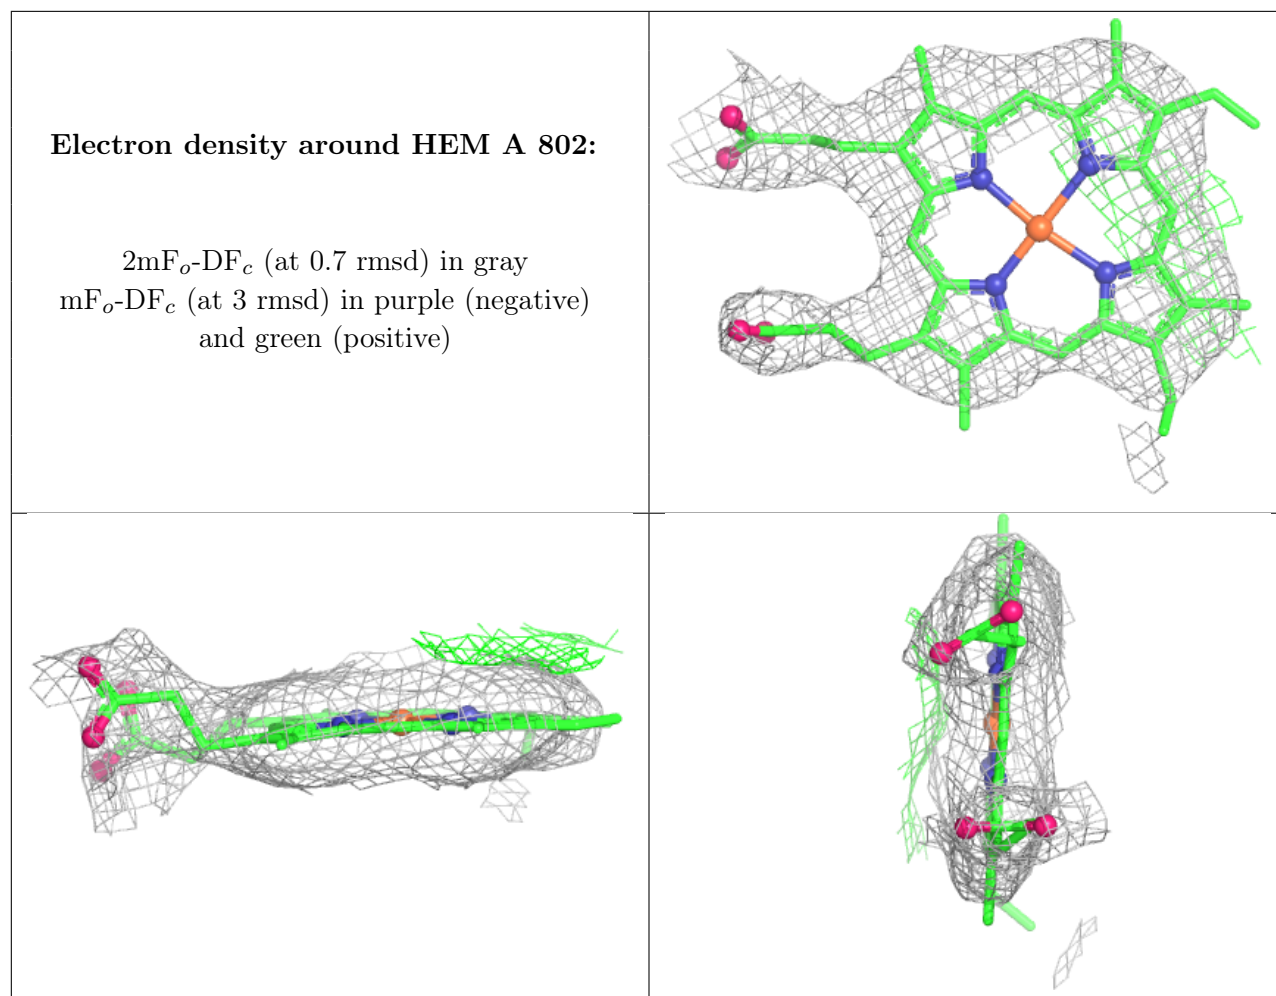 Electron density around HEM A 802:
2mFo-DFc (at 0.7 rmsd) in gray
mFo-DFc (at 3 rmsd) in purple (negative)
and green (positive)